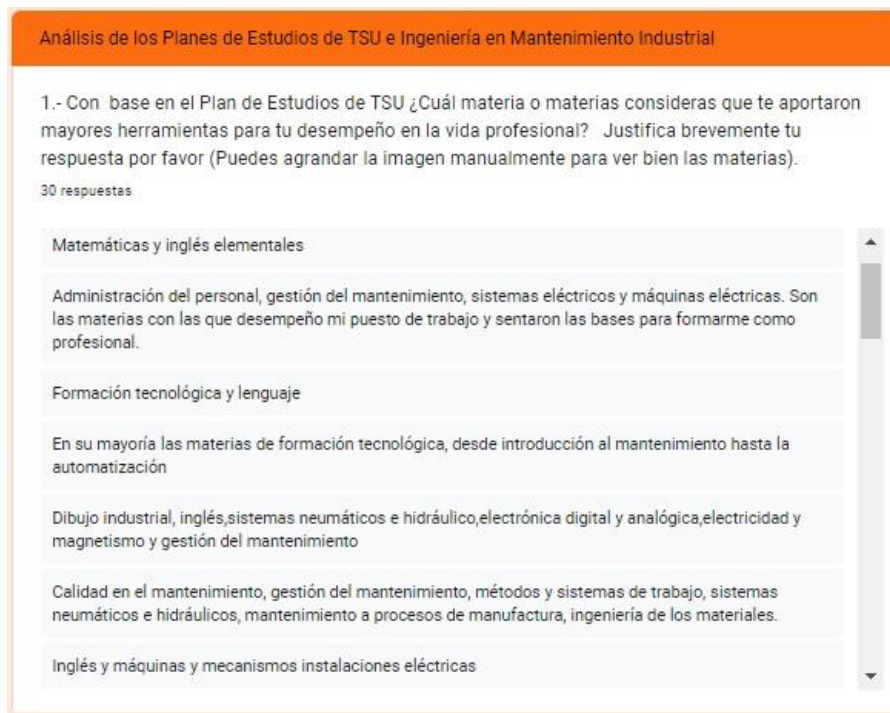 Análisis de los Planes de Estudios de TSU e Ingeniería en Mantenimiento Industrial
1.- Con base en el Plan de Estudios de TSU ¿Cuál materia o materias consideras que te aportaron
mayores herramientas para tu desempeño en la vida profesional? Justifica brevemente tu
respuesta por favor (Puedes agrandar la imagen manualmente para ver bien las materias).
30 respuestas
Matemáticas y inglés elementales
Administración del personal, gestión del mantenimiento, sistemas eléctricos y máquinas eléctricas. Son
las materias con las que desempeño mi puesto de trabajo y sentaron las bases para formarme como
profesional.
Formación tecnológica y lenguaje
En su mayoría las materias de formación tecnológica, desde introducción al mantenimiento hasta la
automatización
Dibujo industrial, inglés,sistemas neumáticos e hidráulico,electrónica digital y analógica,electricidad y
magnetismo y gestión del mantenimiento
Calidad en el mantenimiento, gestión del mantenimiento, métodos y sistemas de trabajo, sistemas
neumáticos e hidráulicos, mantenimiento a procesos de manufactura, ingeniería de los materiales.
Inglés y máquinas y mecanismos instalaciones eléctricas